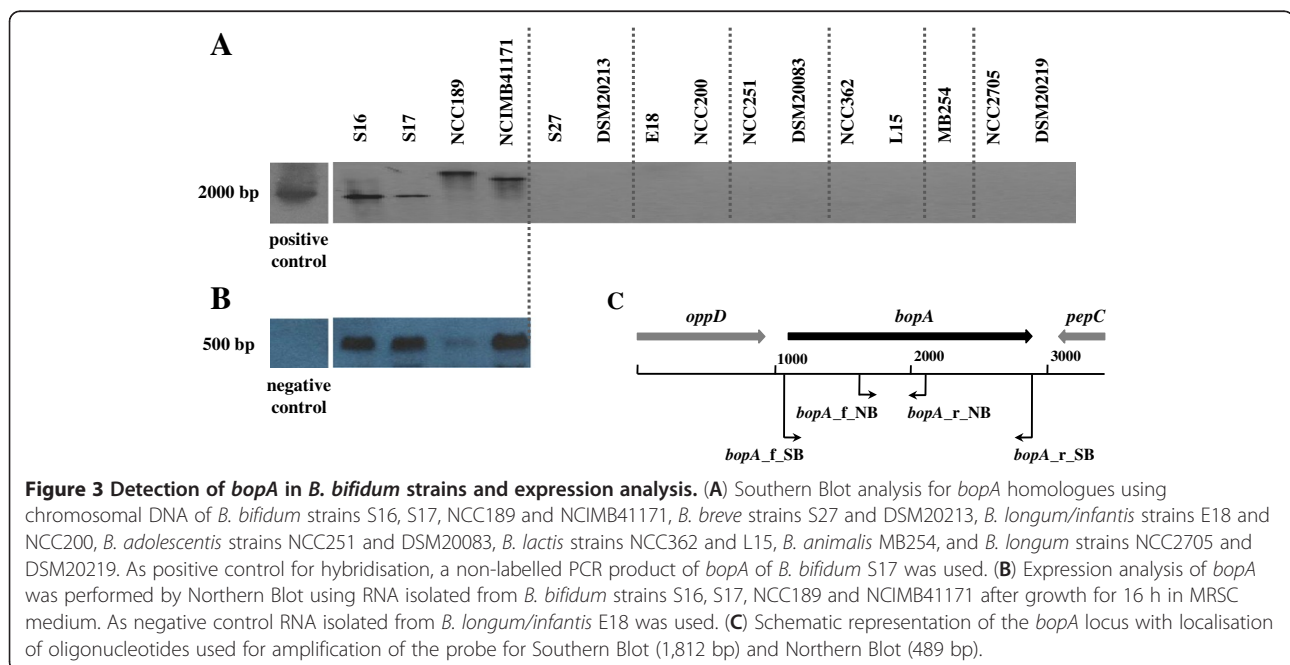 A
S16 S17 NCC189 NCIMB41171 S27 DSM20213 E18 NCC200 NCC251 DSM20083 NCC362 L15 MB254 NCC2705 DSM20219
2000 bp
positive
control
B
500 bp
negative
control
C
oppD bopA pepC
1000 2000 3000
bopA_f_NB bopA_r_NB
bopA_f_SB bopA_r_SB
Figure 3 Detection of bopA in B. bifidum strains and expression analysis. (A) Southern Blot analysis for bopA homologues using
chromosomal DNA of B. bifidum strains S16, S17, NCC189 and NCIMB41171, B. breve strains S27 and DSM20213, B. longum/infantis strains E18 and
NCC200, B. adolescentis strains NCC251 and DSM20083, B. lactis strains NCC362 and L15, B. animalis MB254, and B. longum strains NCC2705 and
DSM20219. As positive control for hybridisation, a non-labelled PCR product of bopA of B. bifidum S17 was used. (B) Expression analysis of bopA
was performed by Northern Blot using RNA isolated from B. bifidum strains S16, S17, NCC189 and NCIMB41171 after growth for 16 h in MRSC
medium. As negative control RNA isolated from B. longum/infantis E18 was used. (C) Schematic representation of the bopA locus with localisation
of oligonucleotides used for amplification of the probe for Southern Blot (1,812 bp) and Northern Blot (489 bp).